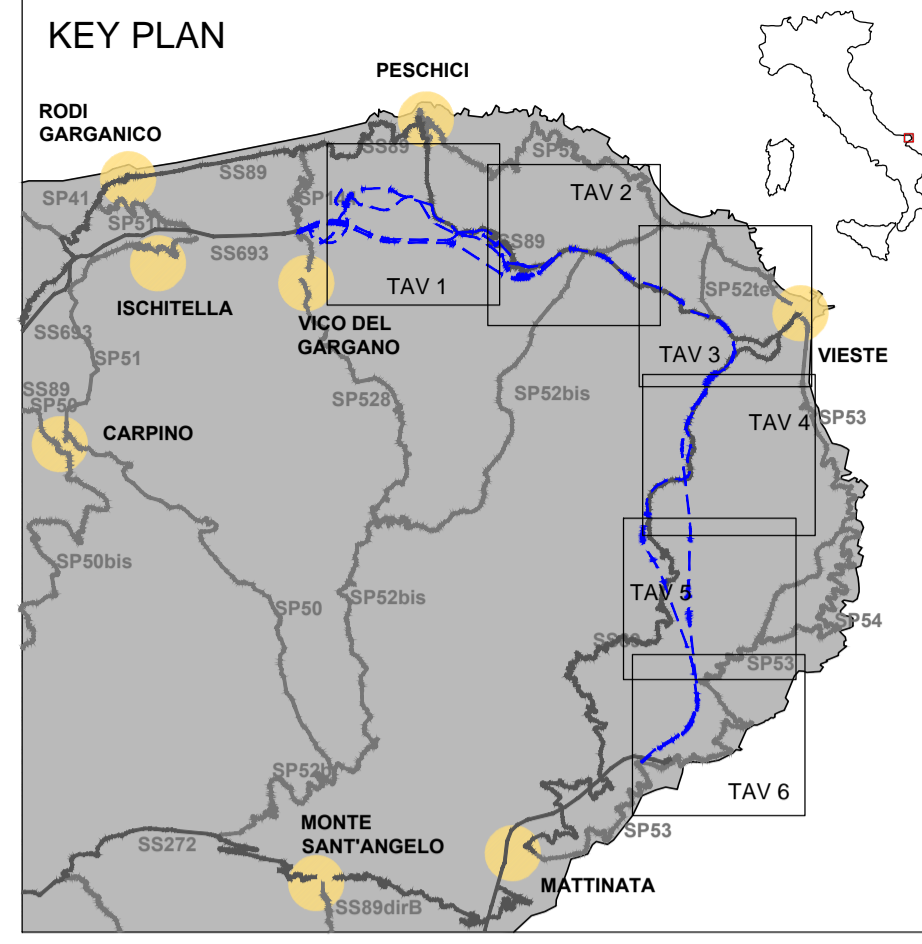 KEY PLAN
PESCHICI
RODI
GARGANICO
SS89
SS89
SP41
SP51
SS693
ISCHITELLA
VICO DEL
GARGANO
TAV 1
TAV 2
SS89
TAV 3
SP52ter
VIESTE
SS693
SP51
SS89
SP50
CARPINO
SP528
SP52bis
TAV 4
SP53
SP50bis
SP50
SP52bis
TAV 5
SP54
SP53
TAV 6
SP53
MONTE
SANT'ANGELO
SS272
SS89dirB
MATTINATA